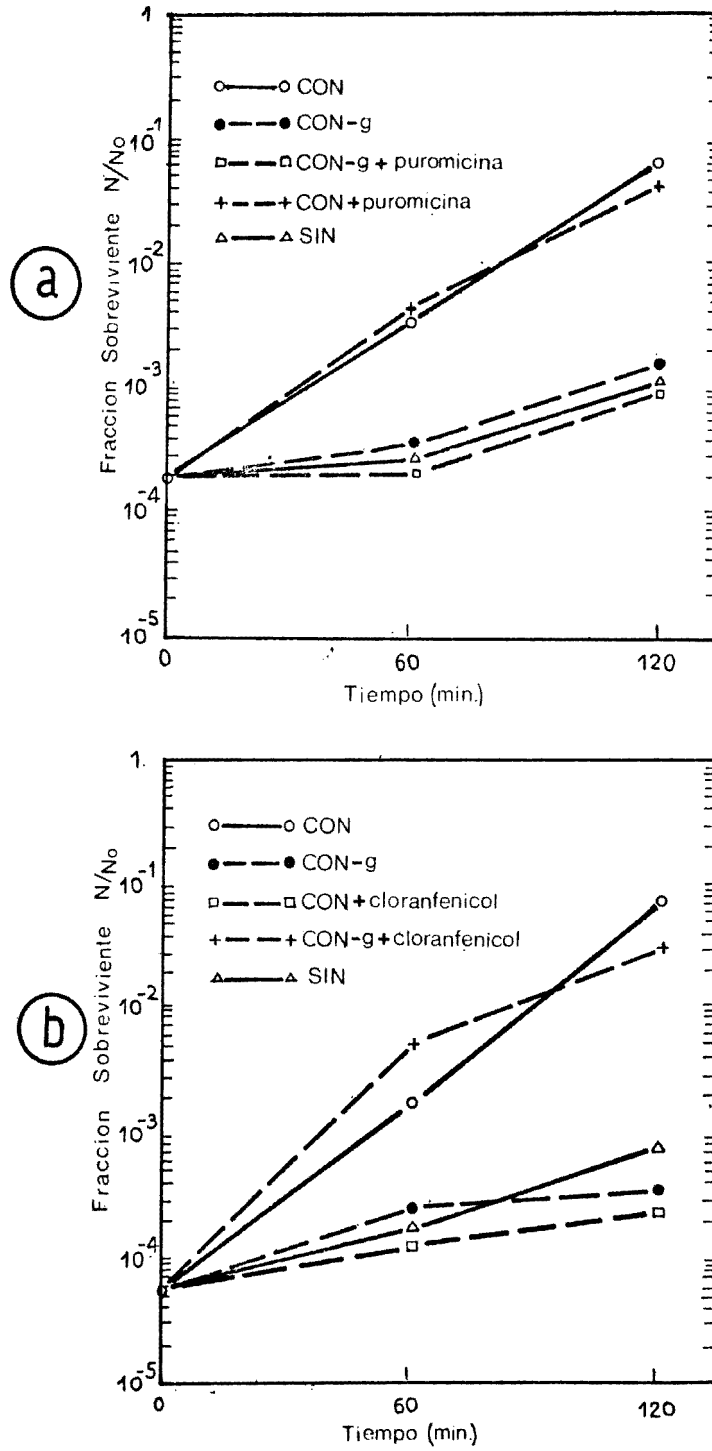 a
Fraccion Sobreviviente N/No
1
10-1
10-2
10-3
10-4
10-5
CON
CON-g
CON-g + puromicina
CON + puromicina
SIN
0
60
120
Tiempo (min.)
b
Fraccion Sobreviviente N/No
1.
10-1
10-2
10-3
10-4
10-5
CON
CON-g
CON + cloranfenicol
CON-g + cloranfenicol
SIN
0
60
120
Tiempo (min.)